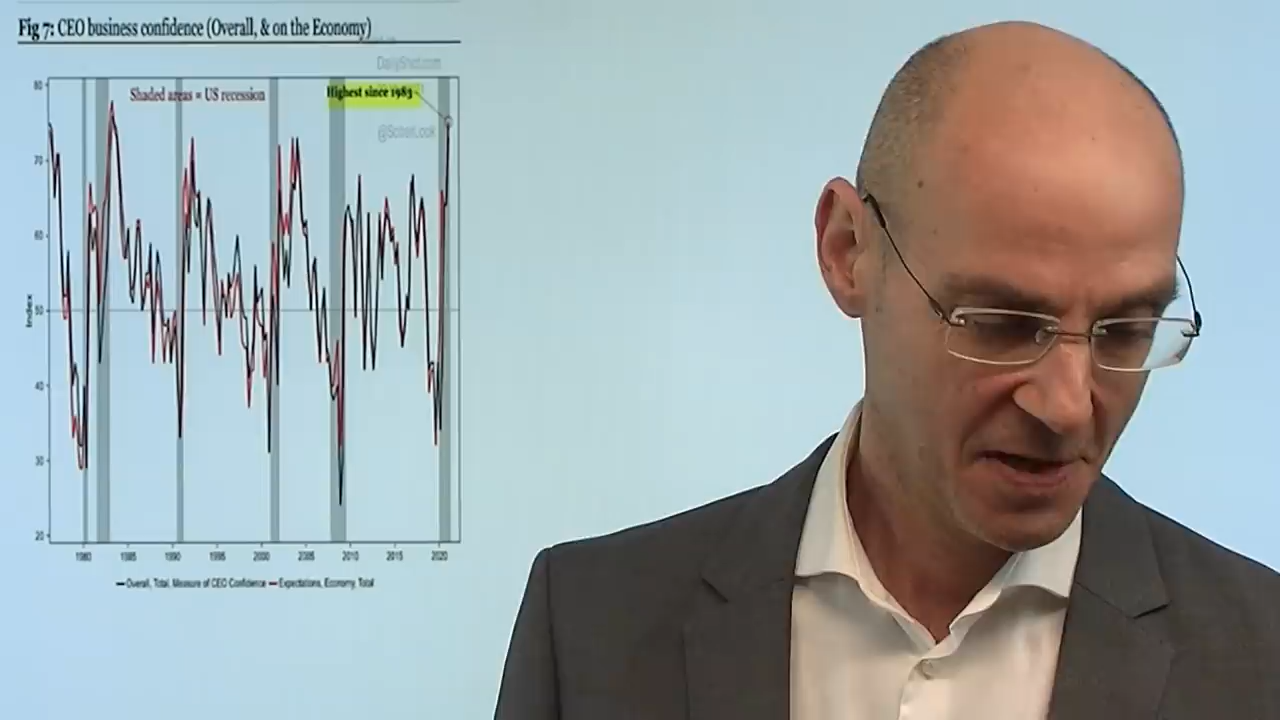 Fig 7: CEO business confidence (Overall, & on the Economy)
DailyShot.com
Shaded areas = US recession
Highest since 1983
@SoberLook
80
70
60
50
40
30
20
Index
1980 1985 1990 1995 2000 2005 2010 2015 2020
Overall, Total, Measure of CEO Confidence Expectations, Economy, Total